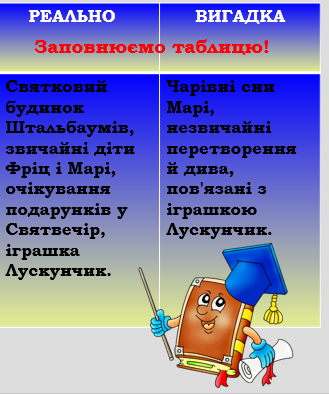 РЕАЛЬНО ВИГАДКА
Заповнюємо таблицю!
Святковий
будинок
Штальбаумів,
звичайні діти
Фріц і Марі,
очікування
подарунків у
Святвечір,
іграшка
Лускунчик.
Чарівні сни
Марі,
незвичайні
перетворення
й дива,
пов'язані з
іграшкою
Лускунчик.